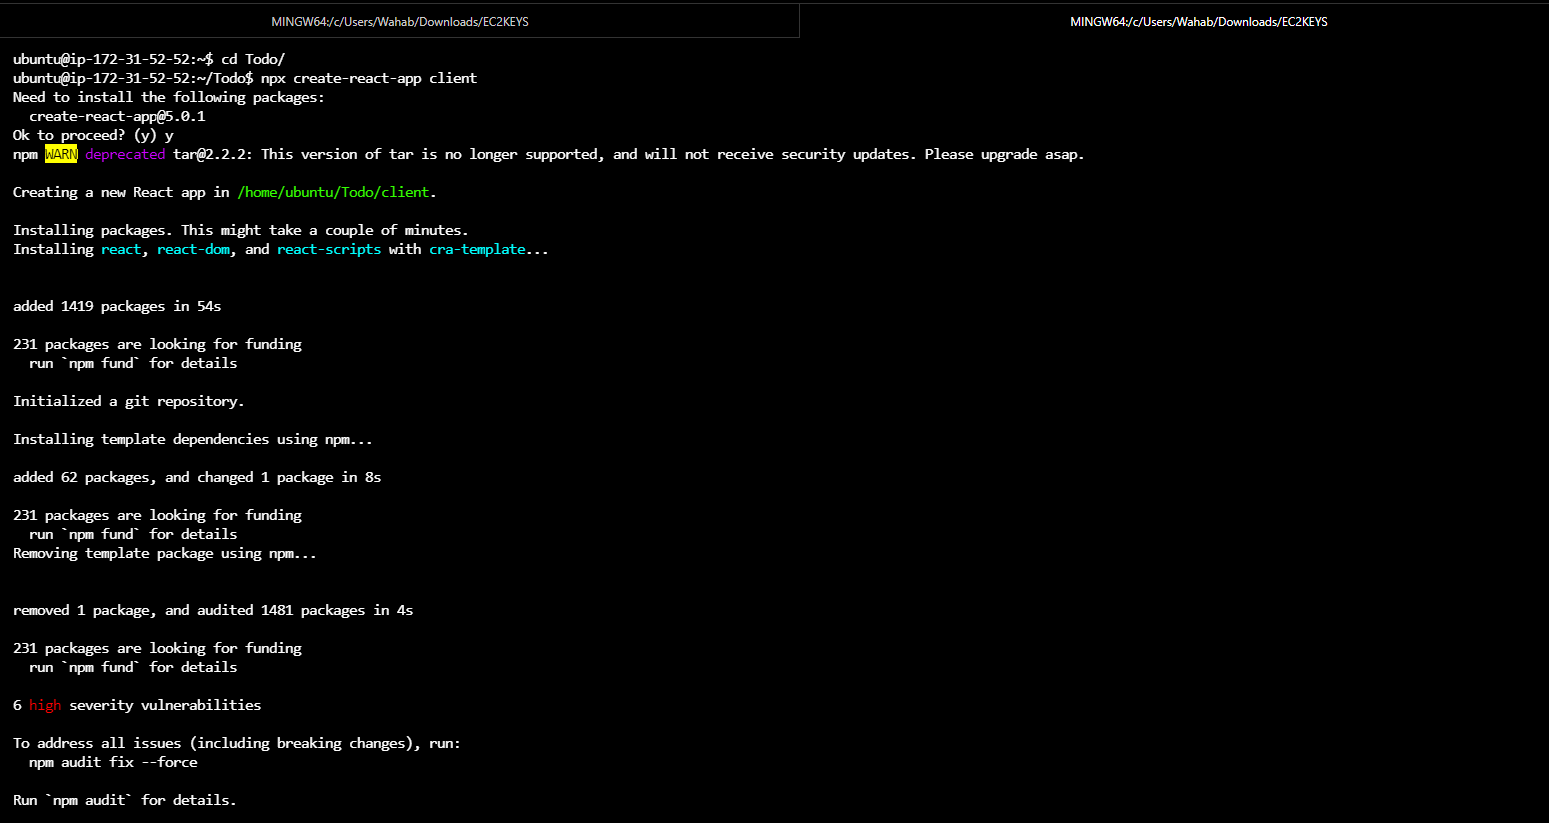 MINGW64:/c/Users/Wahab/Downloads/EC2KEYS
MINGW64:/c/Users/Wahab/Downloads/EC2KEYS
ubuntu@ip-172-31-52-52:~$ cd Todo/
ubuntu@ip-172-31-52-52:~/Todo$ npx create-react-app client
Need to install the following packages:
  create-react-app@5.0.1
Ok to proceed? (y) y
npm WARN deprecated tar@2.2.2: This version of tar is no longer supported, and will not receive security updates. Please upgrade asap.
Creating a new React app in /home/ubuntu/Todo/client.
Installing packages. This might take a couple of minutes.
Installing react, react-dom, and react-scripts with cra-template...
added 1419 packages in 54s
231 packages are looking for funding
  run `npm fund` for details
Initialized a git repository.
Installing template dependencies using npm...
added 62 packages, and changed 1 package in 8s
231 packages are looking for funding
  run `npm fund` for details
Removing template package using npm...
removed 1 package, and audited 1481 packages in 4s
231 packages are looking for funding
  run `npm fund` for details
6 high severity vulnerabilities
To address all issues (including breaking changes), run:
  npm audit fix --force
Run `npm audit` for details.